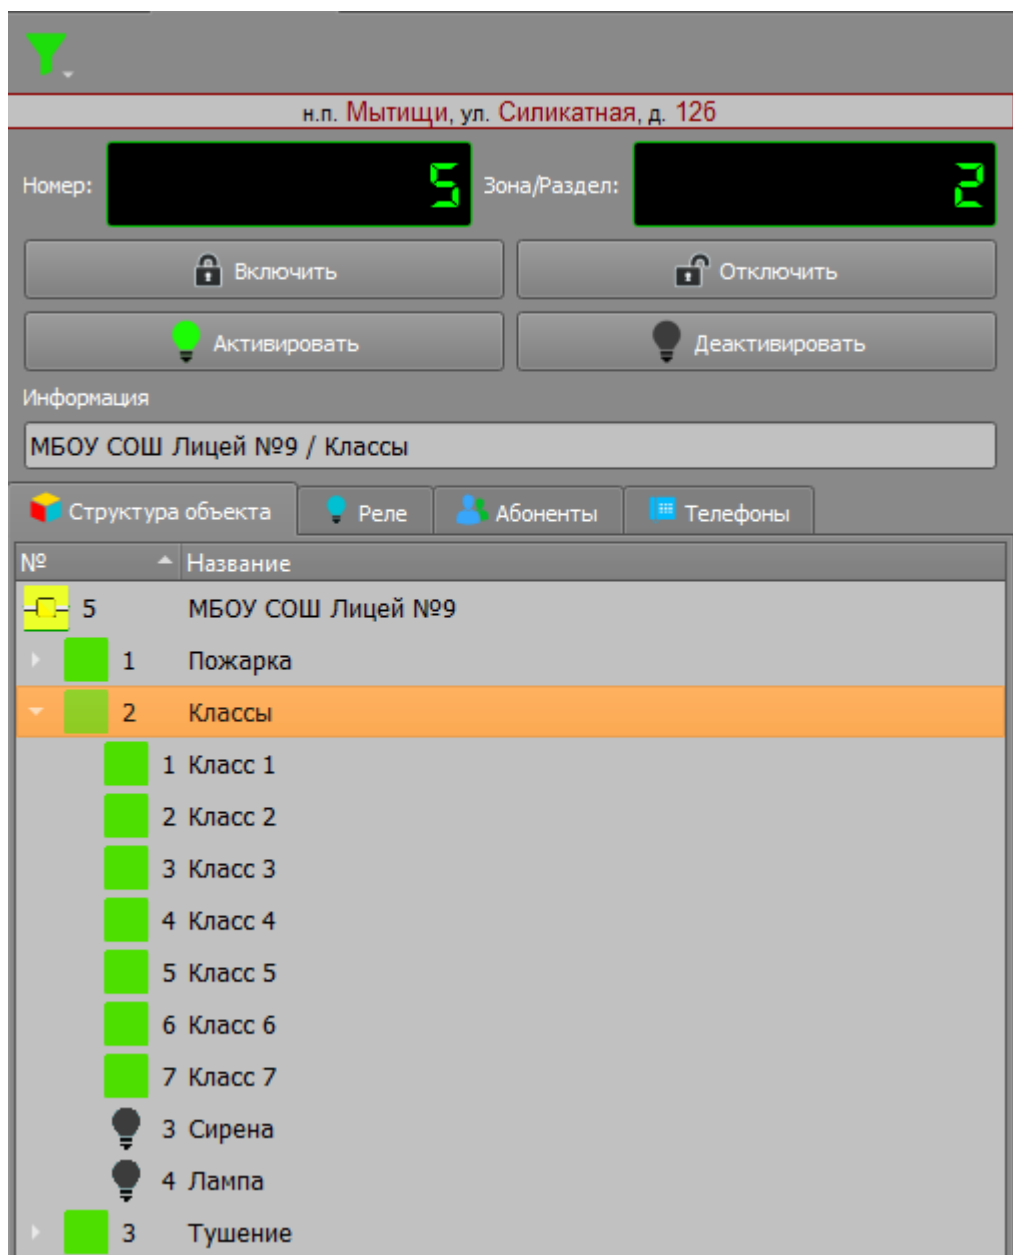 н.п. Мытищи, ул. Силикатная, д. 12б
Номер: 5 Зона/Раздел: 2
Включить Отключить
Активировать Деактивировать
Информация
МБОУ СОШ Лицей №9 / Классы
Структура объекта Реле Абоненты Телефоны
№ Название
5 МБОУ СОШ Лицей №9
1 Пожарка
2 Классы
1 Класс 1
2 Класс 2
3 Класс 3
4 Класс 4
5 Класс 5
6 Класс 6
7 Класс 7
3 Сирена
4 Лампа
3 Тушение